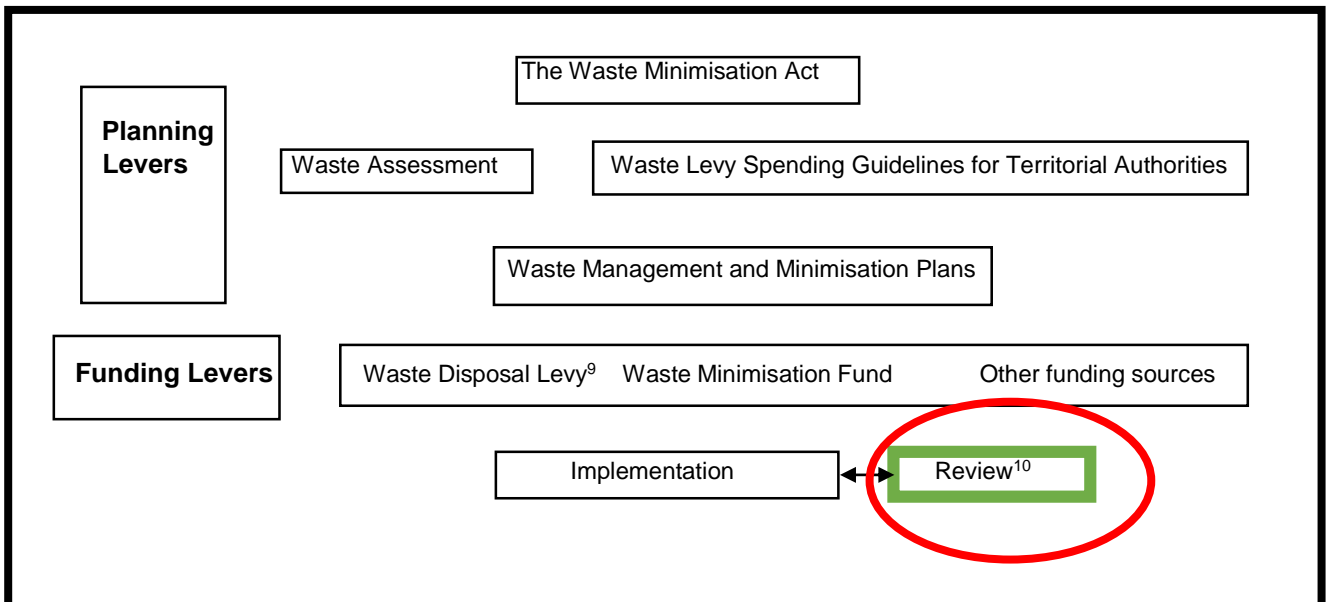 The Waste Minimisation Act
Planning
Levers
Waste Assessment
Waste Levy Spending Guidelines for Territorial Authorities
Waste Management and Minimisation Plans
Funding Levers
Waste Disposal Levy⁹ Waste Minimisation Fund Other funding sources
Implementation
Review¹⁰